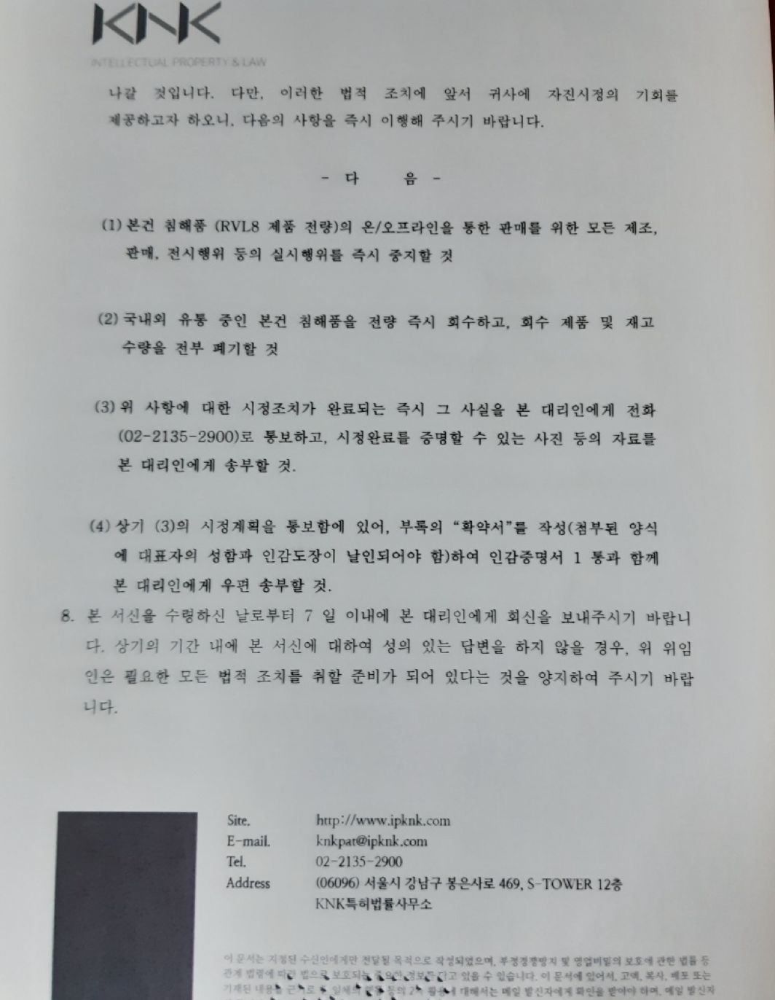 KNK
INTELLECTUAL PROPERTY & LAW
나갈 것입니다. 다만, 이러한 법적 조치에 앞서 귀사에 자진시정의 기회를
제공하고자 하오니, 다음의 사항을 즉시 이행해 주시기 바랍니다.
- 다 음 -
(1) 본건 침해품 (RVL8 제품 전량)의 온/오프라인을 통한 판매를 위한 모든 제조,
판매, 전시행위 등의 실시행위를 즉시 중지할 것
(2) 국내외 유통 중인 본건 침해품을 전량 즉시 회수하고, 회수 제품 및 재고
수량을 전부 폐기할 것
(3) 위 사항에 대한 시정조치가 완료되는 즉시 그 사실을 본 대리인에게 전화
(02-2135-2900)로 통보하고, 시정완료를 증명할 수 있는 사진 등의 자료를
본 대리인에게 송부할 것.
(4) 상기 (3)의 시정계획을 통보함에 있어, 부록의 “확약서”를 작성(첨부된 양식
에 대표자의 성함과 인감도장이 날인되어야 함)하여 인감증명서 1 통과 함께
본 대리인에게 우편 송부할 것.
8. 본 서신을 수령하신 날로부터 7 일 이내에 본 대리인에게 회신을 보내주시기 바랍니
다. 상기의 기간 내에 본 서신에 대하여 성의 있는 답변을 하지 않을 경우, 위 위임
인은 필요한 모든 법적 조치를 취할 준비가 되어 있다는 것을 양지하여 주시기 바랍
니다.
Site. http://www.ipknk.com
E-mail. knkpat@ipknk.com
Tel. 02-2135-2900
Address (06096) 서울시 강남구 봉은사로 469, S-TOWER 12층
KNK특허법률사무소
이 문서는 지정된 수신인에게만 전달될 목적으로 작성되었으며, 부정경쟁방지 및 영업비밀의 보호에 관한 법률 등
관계 법령에 따라 법으로 보호되는 중요한 정보를 담고 있을 수 있습니다. 이 문서에 있어서, 고객, 복사, 배포 또는
기재된 내용을 근거로 일체의 등의 2차 대해서는 메일 발신자에게 확인을 받아야 하며, 메일 발신자